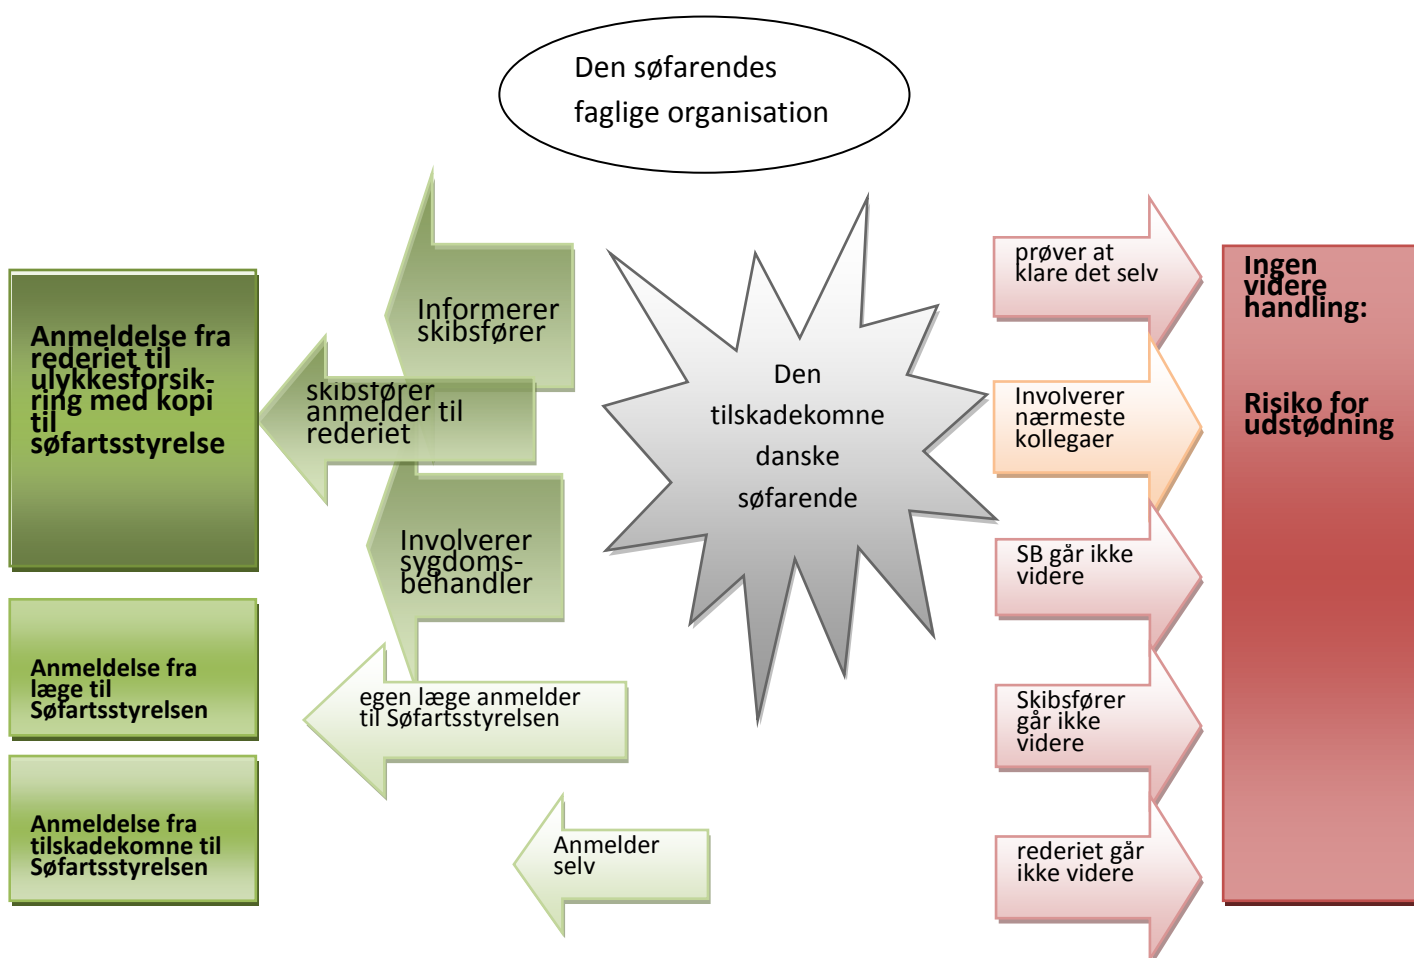 Den søfarendes
faglige organisation
Anmeldelse fra
rederiet til
ulykkesforsik-
ring med kopi
til
søfartsstyrelse
Anmeldelse fra
læge til
Søfartsstyrelsen
Anmeldelse fra
tilskadekomne til
Søfartsstyrelsen
Informerer
skibsfører
skibsfører
anmelder til
rederiet
Involverer
sygdoms-
behandler
egen læge anmelder
til Søfartsstyrelsen
Anmelder
selv
Den
tilskadekomne
danske
søfarende
prøver at
klare det selv
Involverer
nærmeste
kollegaer
SB går ikke
videre
Skibsfører
går ikke
videre
rederiet går
ikke videre
Ingen
videre
handling:
Risiko for
udstødning